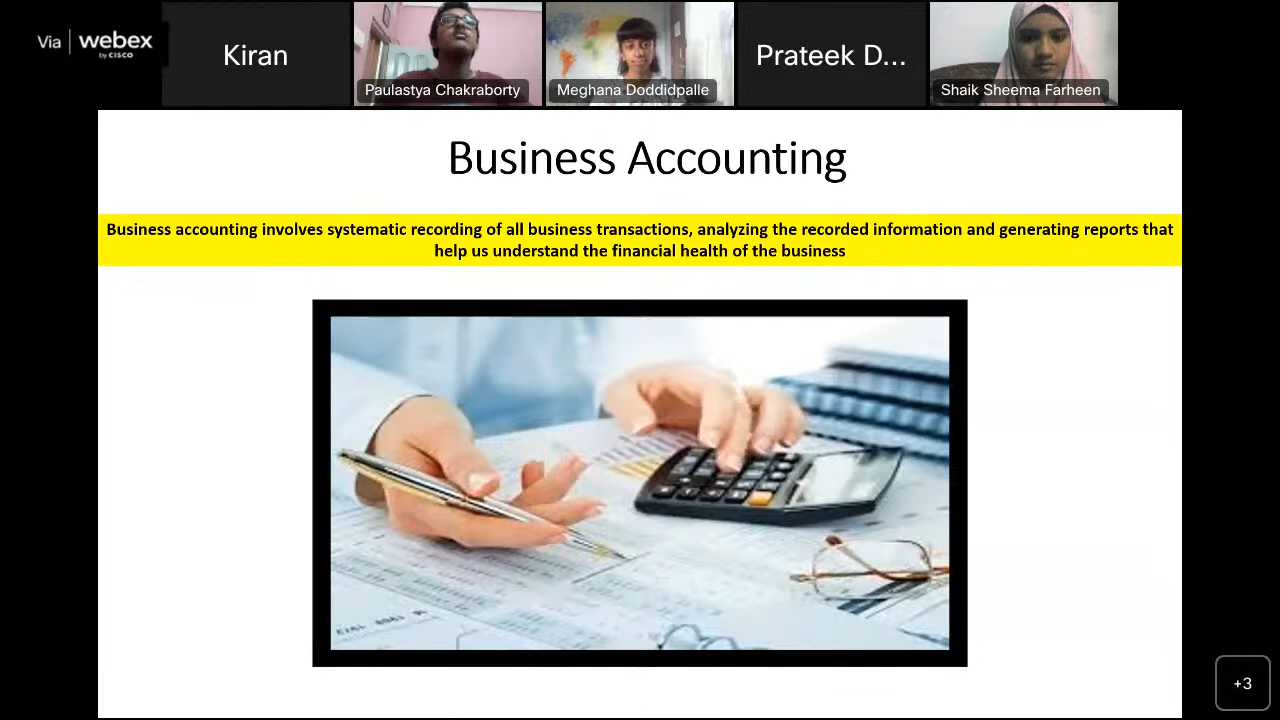 Via webex
by CISCO
Kiran
Paulastya Chakraborty
Meghana Doddidpalle
Prateek D...
Shaik Sheema Farheen
Business Accounting
Business accounting involves systematic recording of all business transactions, analyzing the recorded information and generating reports that
help us understand the financial health of the business
+3